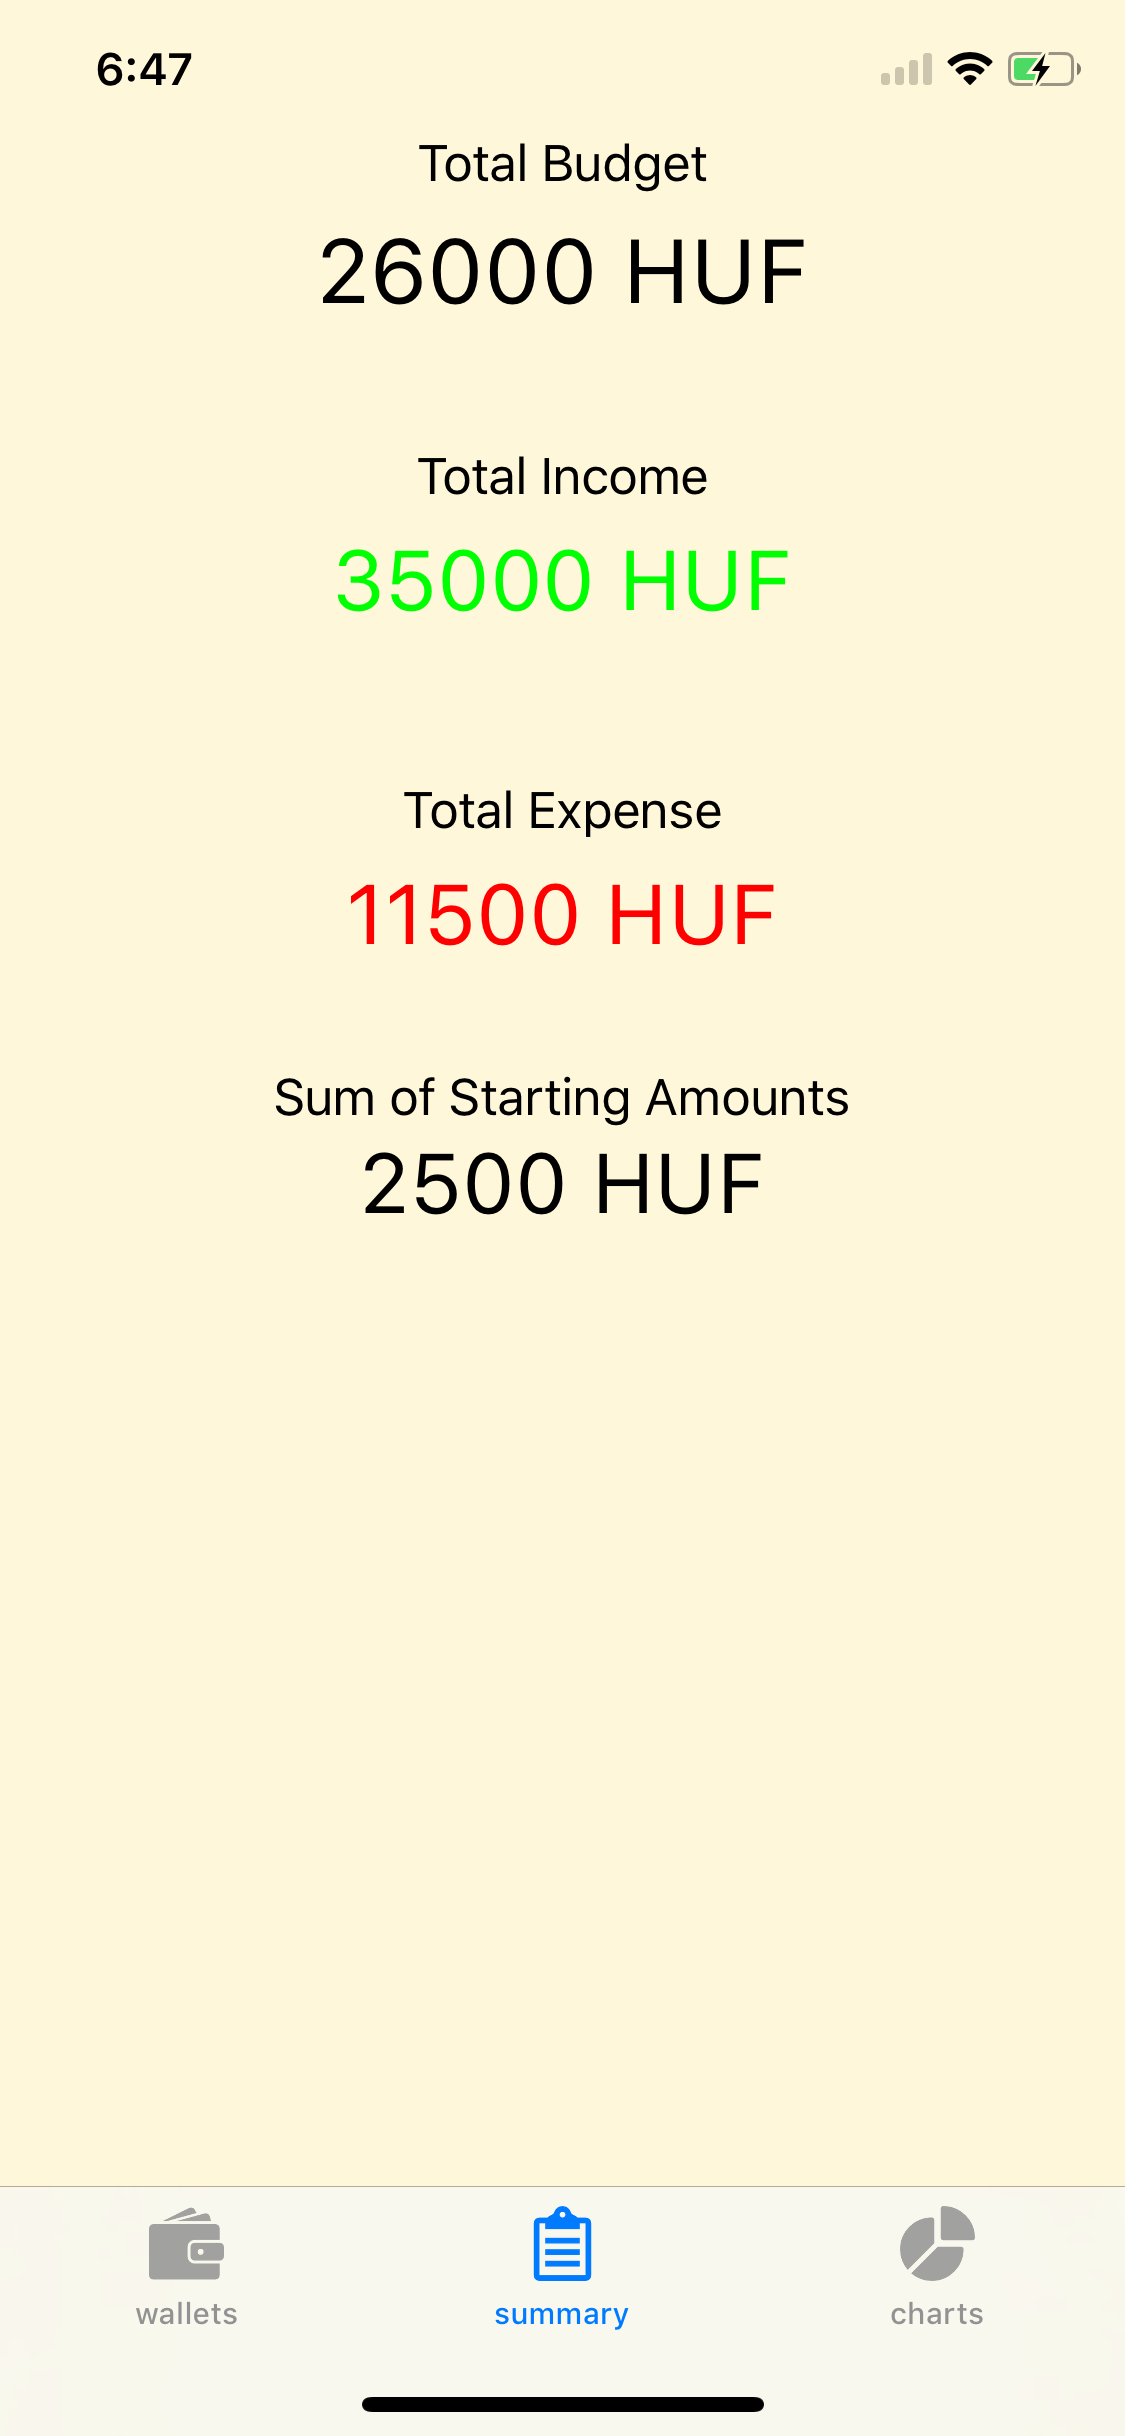 6:47
Total Budget
26000 HUF
Total Income
35000 HUF
Total Expense
11500 HUF
Sum of Starting Amounts
2500 HUF
wallets
summary
charts